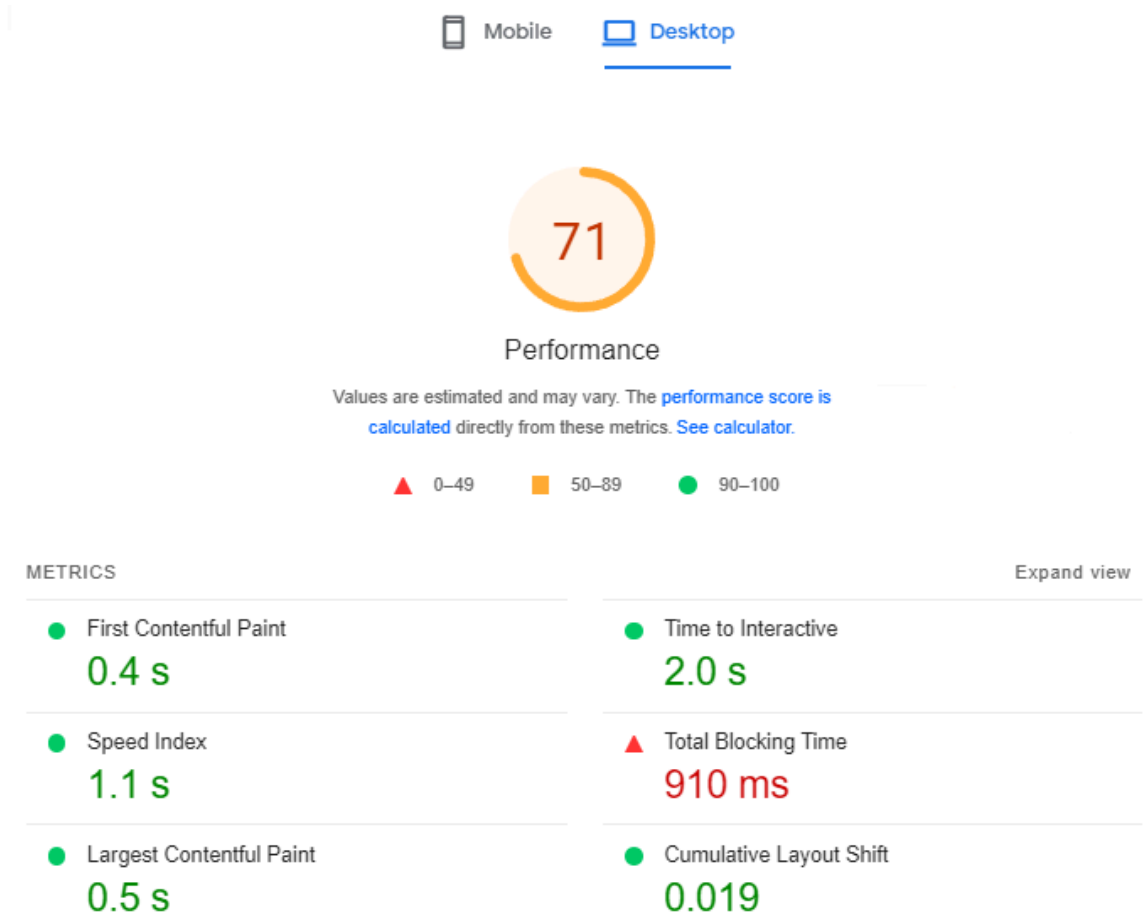 Mobile Desktop
71
Performance
Values are estimated and may vary. The performance score is
calculated directly from these metrics. See calculator.
0–49 50–89 90–100
METRICS Expand view
First Contentful Paint
0.4 s
Time to Interactive
2.0 s
Speed Index
1.1 s
Total Blocking Time
910 ms
Largest Contentful Paint
0.5 s
Cumulative Layout Shift
0.019